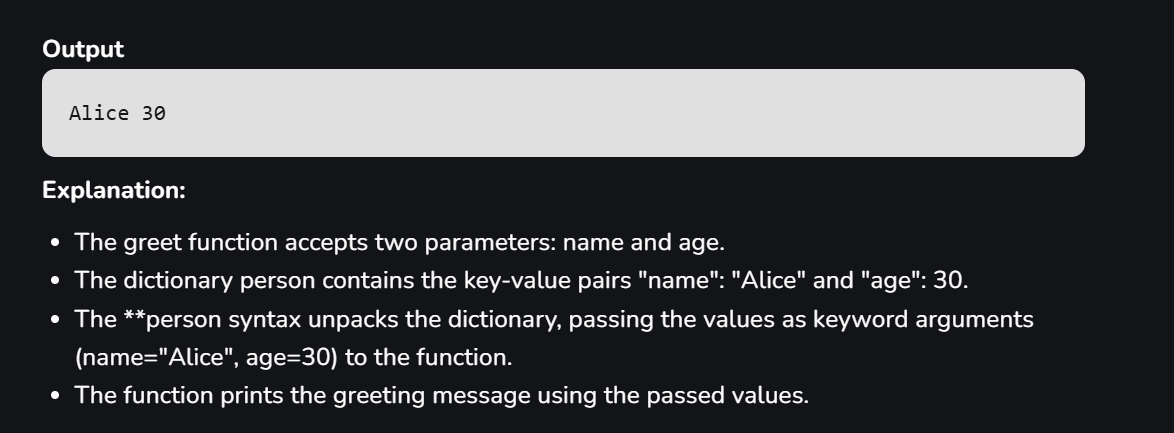 Output
Alice 30
Explanation:
• The greet function accepts two parameters: name and age.
• The dictionary person contains the key-value pairs "name": "Alice" and "age": 30.
• The **person syntax unpacks the dictionary, passing the values as keyword arguments
(name="Alice", age=30) to the function.
• The function prints the greeting message using the passed values.